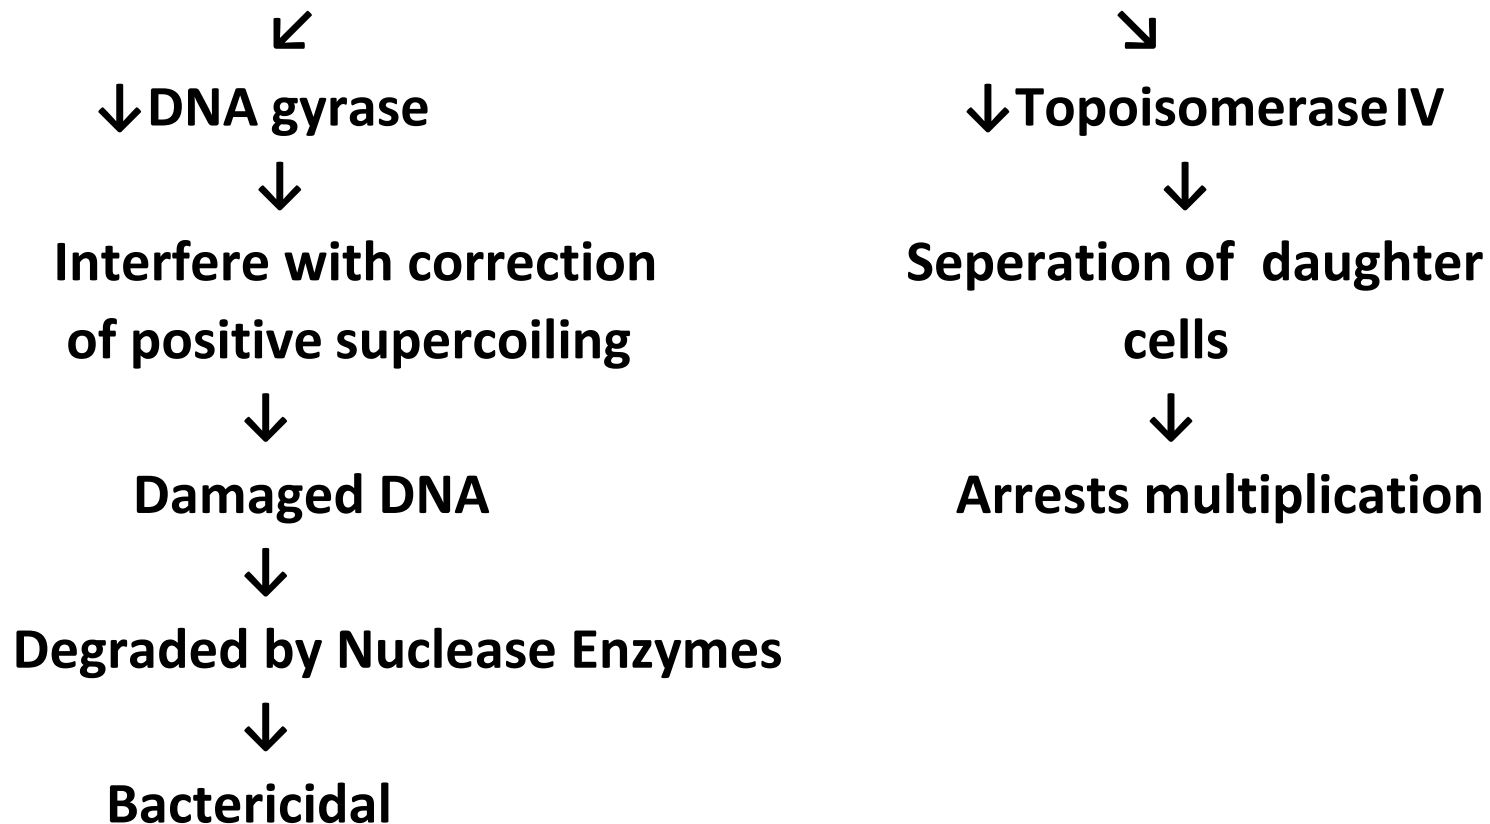 ↙ ↘
↓DNA gyrase ↓Topoisomerase IV
↓ ↓
Interfere with correction Seperation of daughter
of positive supercoiling cells
↓ ↓
Damaged DNA Arrests multiplication
↓
Degraded by Nuclease Enzymes
↓
Bactericidal